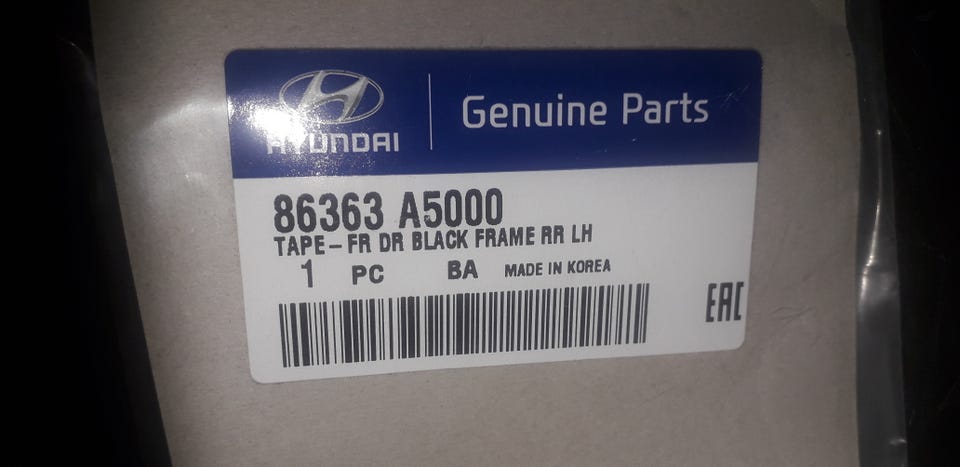 HYUNDAI
Genuine Parts
86363 A5000
TAPE-FR DR BLACK FRAME RR LH
1 PC BA MADE IN KOREA
EAC